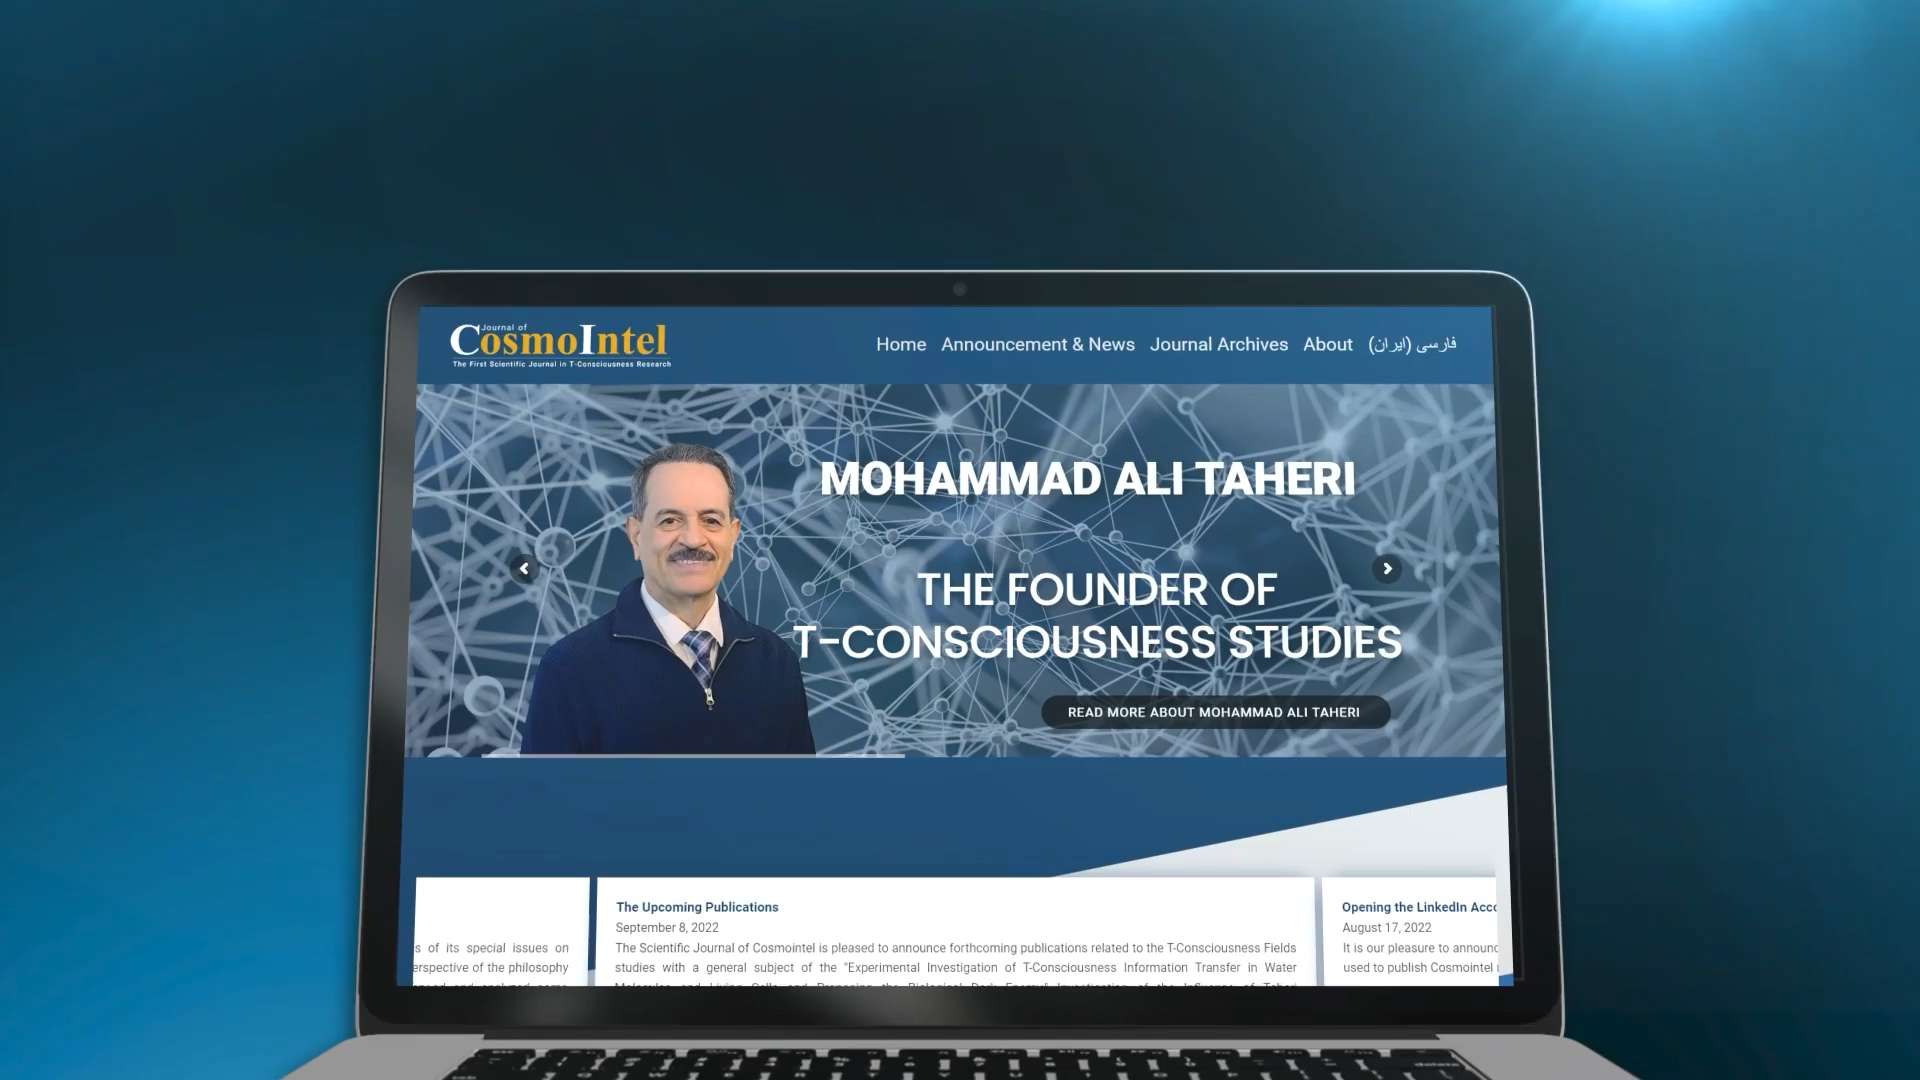 Journal of
CosmoIntel
The First Scientific Journal in T-Consciousness Research
Home Announcement & News Journal Archives About فارسی (ایران)
MOHAMMAD ALI TAHERI
THE FOUNDER OF
T-CONSCIOUSNESS STUDIES
READ MORE ABOUT MOHAMMAD ALI TAHERI
s of its special issues on
erspective of the philosophy
The Upcoming Publications
September 8, 2022
The Scientific Journal of Cosmointel is pleased to announce forthcoming publications related to the T-Consciousness Fields
studies with a general subject of the "Experimental Investigation of T-Consciousness Information Transfer in Water
Opening the LinkedIn Acco
August 17, 2022
It is our pleasure to announc
used to publish Cosmointel